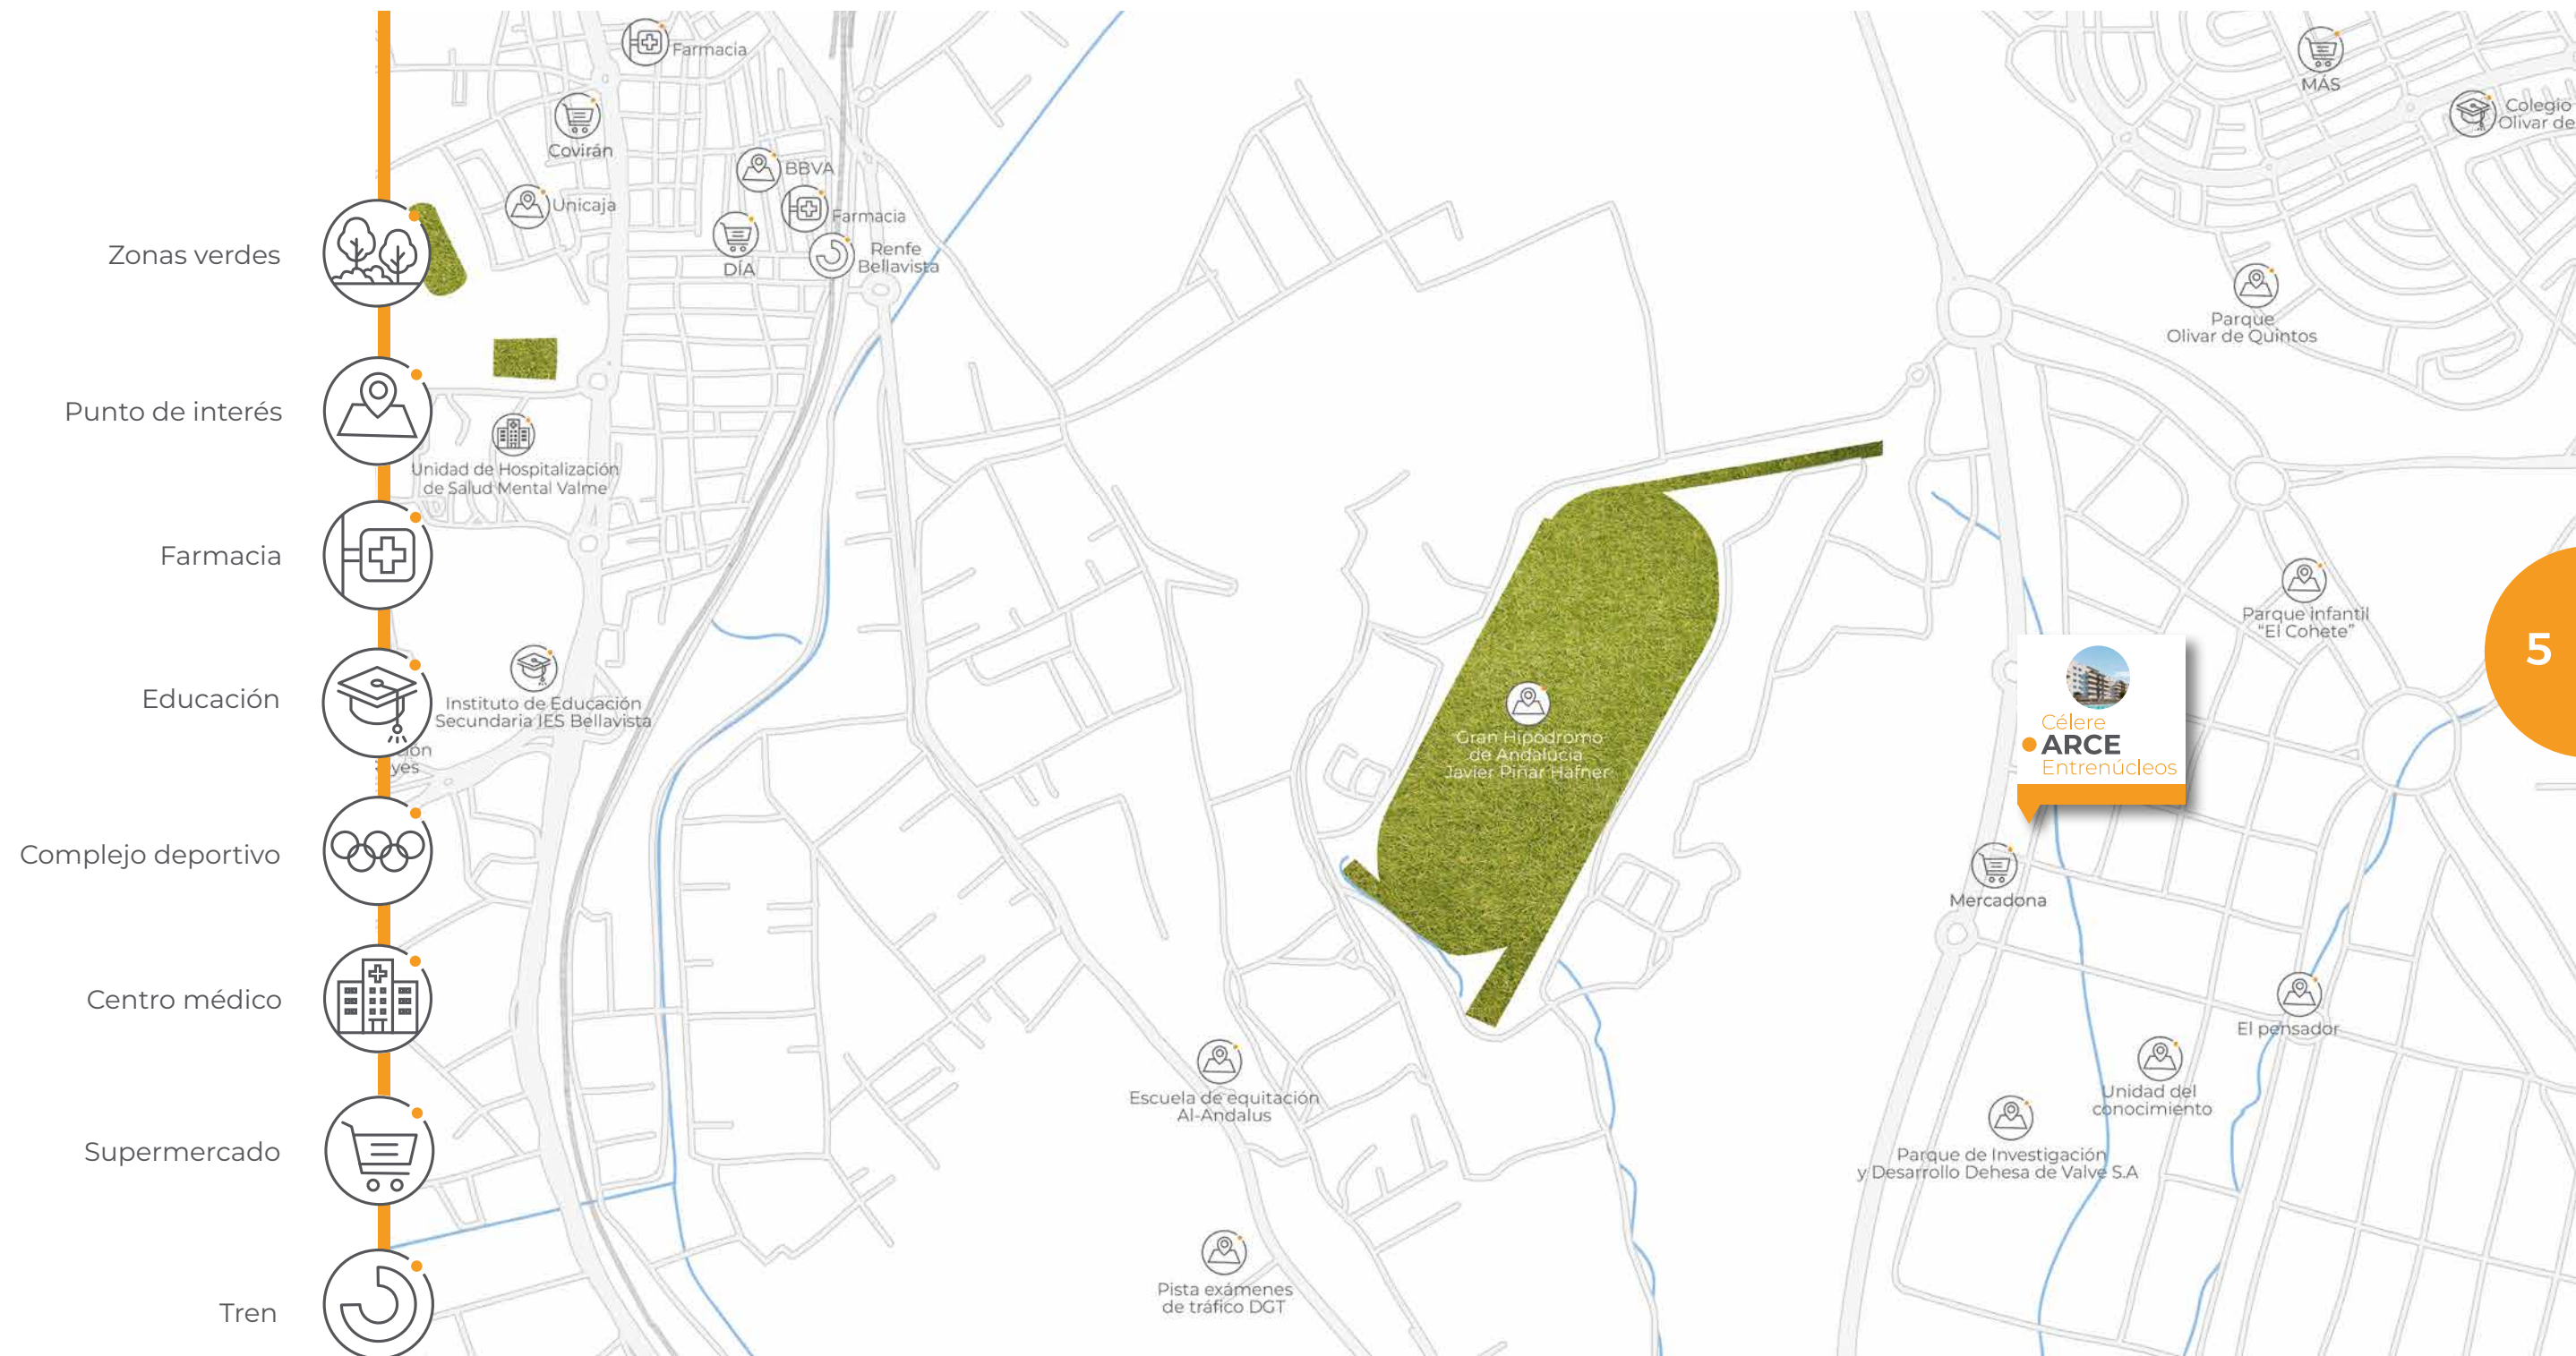 Zonas verdes
Punto de interés
Farmacia
Educación
Complejo deportivo
Centro médico
Supermercado
Tren
Farmacia
Covirán
BBVA
Unicaja
Farmacia
DÍA
Renfe
Bellavista
Unidad de Hospitalización
de Salud Mental Valme
Instituto de Educación
Secundaria IES Bellavista
ión
yes
Gran Hipódromo
de Andalucía
Javier Piñar Hafner
Escuela de equitación
Al-Andalus
Pista exámenes
de tráfico DGT
MÁS
Colegio
Olivar de
Parque
Olivar de Quintos
Parque infantil
“El Cohete”
Célere
ARCE
Entrenúcleos
Mercadona
El pensador
Unidad del
conocimiento
Parque de Investigación
y Desarrollo Dehesa de Valve S.A
5